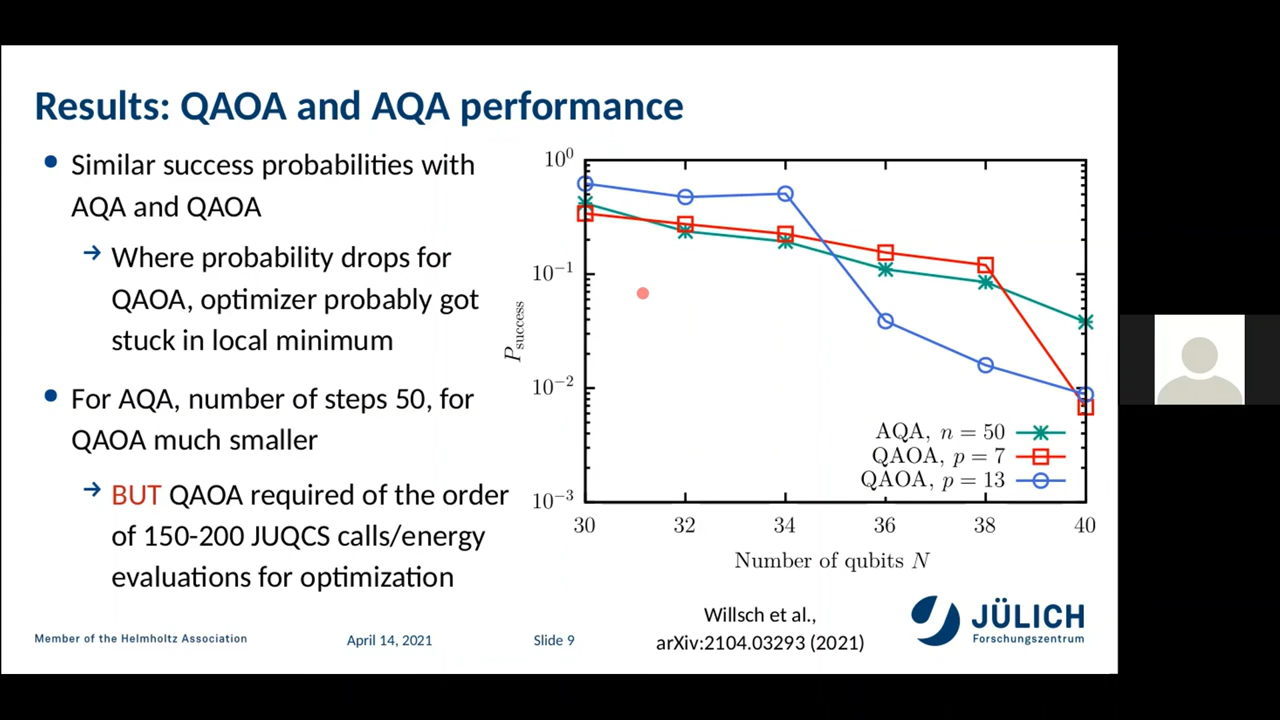 Results: QAOA and AQA performance
• Similar success probabilities with
AQA and QAOA
→ Where probability drops for
QAOA, optimizer probably got
stuck in local minimum
• For AQA, number of steps 50, for
QAOA much smaller
→ BUT QAOA required of the order
of 150-200 JUQCS calls/energy
evaluations for optimization
10⁰
10⁻¹
10⁻²
10⁻³
P_success
AQA, n = 50
QAOA, p = 7
QAOA, p = 13
30 32 34 36 38 40
Number of qubits N
Willsch et al.,
arXiv:2104.03293 (2021)
JÜLICH
Forschungszentrum
Member of the Helmholtz Association
April 14, 2021
Slide 9